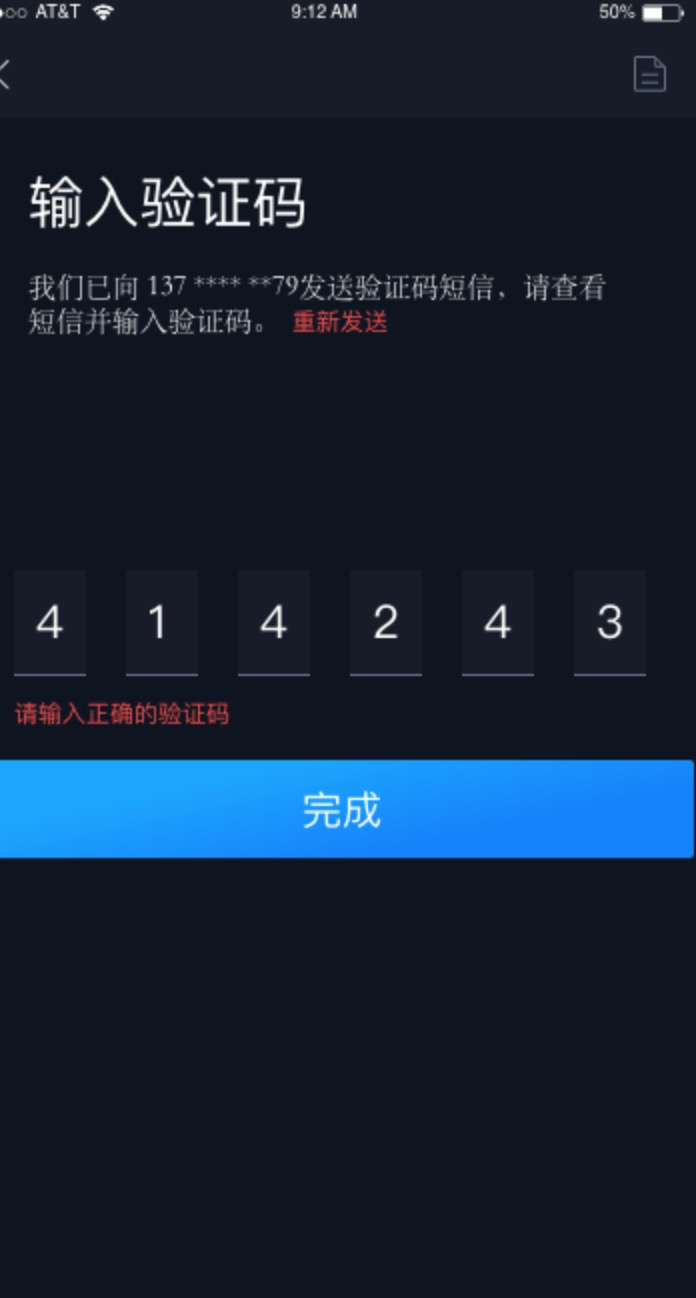 AT&T 9:12 AM 50%
输入验证码
我们已向 137 **** **79发送验证码短信，请查看
短信并输入验证码。 重新发送
4 1 4 2 4 3
请输入正确的验证码
完成